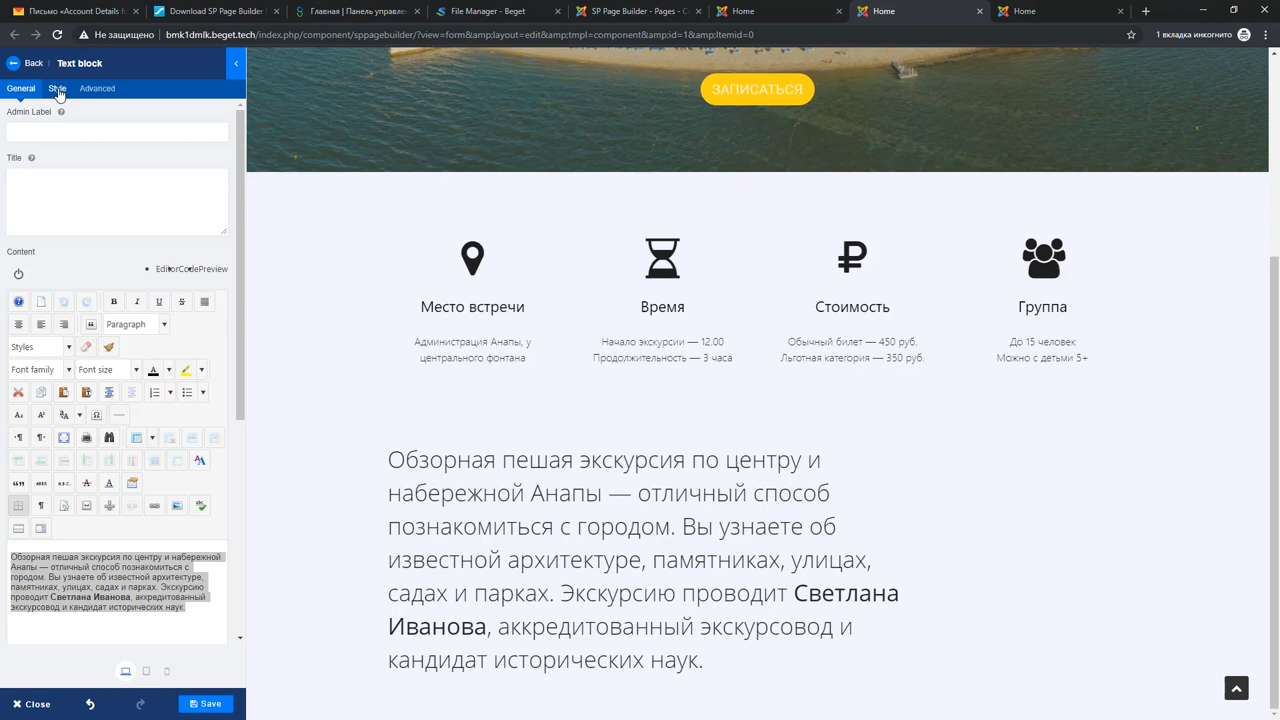 Письмо «Account Details for
Download SP Page Builder
Главная | Панель управле
File Manager - Beget
SP Page Builder - Pages - C
Home
Home
Home
Не защищено
bmk1dmlb.beget.tech/index.php/component/sppagebuilder/?view=form&amp;layout=edit&amp;tmpl=component&amp;id=1&amp;Itemid=0
1 вкладка инкогнито
Back
Text block
General
Style
Advanced
Admin Label
Title
Content
EditorCodePreview
Paragraph
Styles
Font family
Font size
Обзорная пешая экскурсия по центру и набережной
Анапы — отличный способ познакомиться с
городом. Вы узнаете об известной архитектуре,
памятниках, улицах, садах и парках. Экскурсию
проводит Светлана Иванова, аккредитованный
экскурсовод и кандидат исторических наук.
Close
Save
ЗАПИСАТЬСЯ
Место встречи
Администрация Анапы, у
центрального фонтана
Время
Начало экскурсии — 12.00
Продолжительность — 3 часа
Стоимость
Обычный билет — 450 руб.
Льготная категория — 350 руб.
Группа
До 15 человек
Можно с детьми 5+
Обзорная пешая экскурсия по центру и
набережной Анапы — отличный способ
познакомиться с городом. Вы узнаете об
известной архитектуре, памятниках, улицах,
садах и парках. Экскурсию проводит Светлана
Иванова, аккредитованный экскурсовод и
кандидат исторических наук.